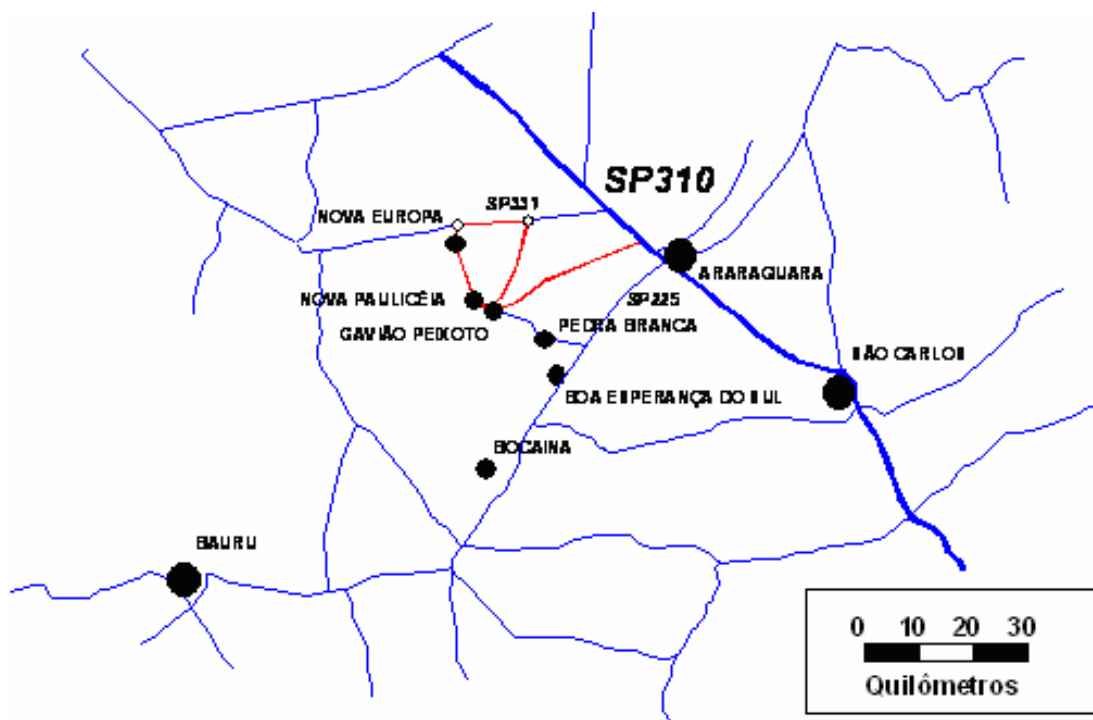 SP310
SP331
NOVA EUROPA
ARARAQUARA
NOVA PAULICÉIA
SP225
GAVIÃO PEIXOTO
PEDRA BRANCA
SÃO CARLOS
BOA ESPERANÇA DO SUL
BOCAINA
BAURU
0 10 20 30
Quilômetros